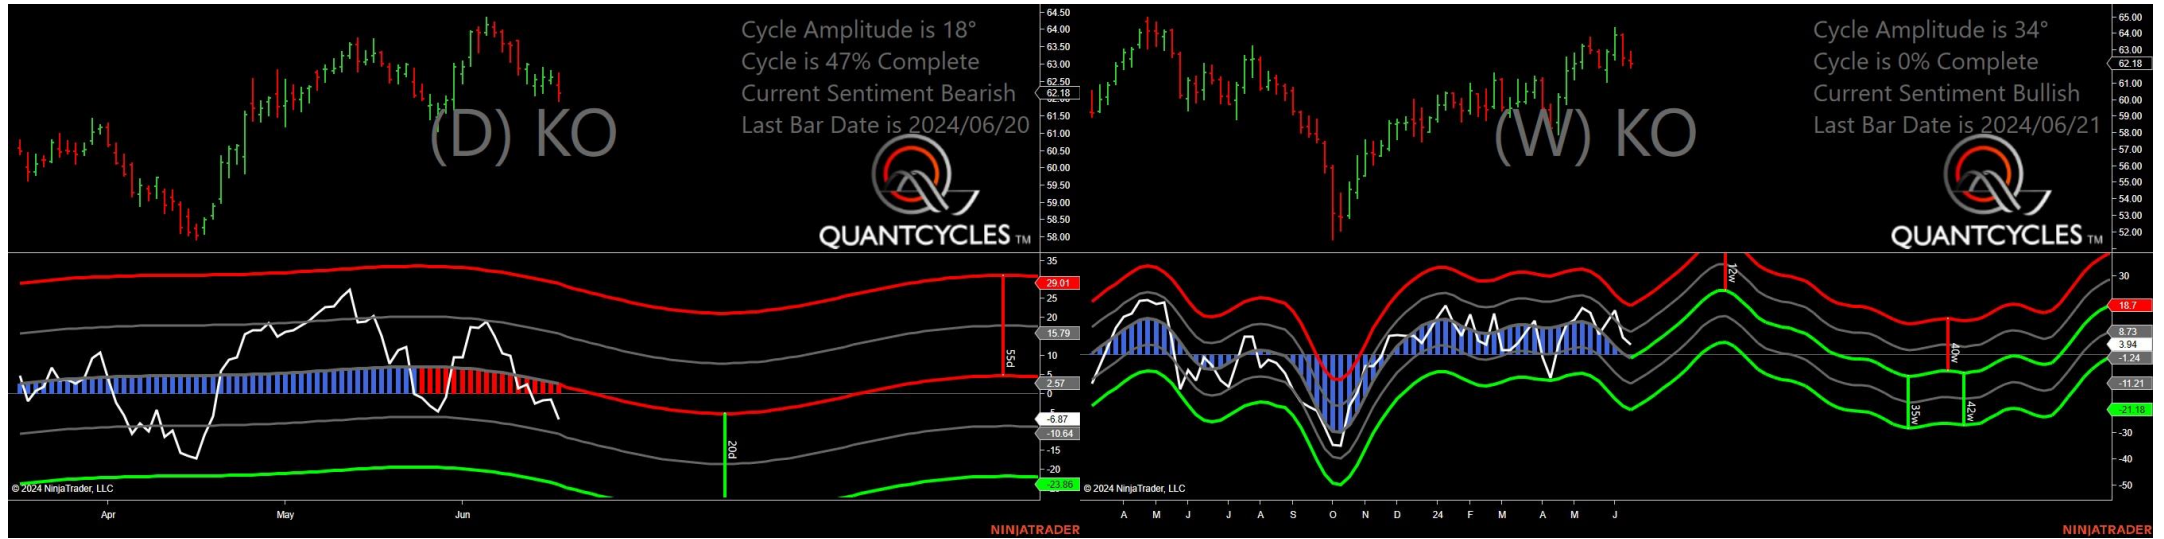 Cycle Amplitude is 18°
Cycle is 47% Complete
Current Sentiment Bearish
Last Bar Date is 2024/06/20
(D) KO
QUANTCYCLES TM
64.50
64.00
63.50
63.00
62.50
62.18
61.50
61.00
60.50
60.00
59.50
59.00
58.50
58.00
35
29.01
25
20
15.79
10
5
2.57
0
-6.87
-10.64
-15
-20
-23.86
55d
20d
© 2024 NinjaTrader, LLC
Apr
May
Jun
NINJATRADER
Cycle Amplitude is 34°
Cycle is 0% Complete
Current Sentiment Bullish
Last Bar Date is 2024/06/21
(W) KO
QUANTCYCLES TM
65.00
64.00
63.00
62.18
61.00
60.00
59.00
58.00
57.00
56.00
55.00
54.00
53.00
52.00
30
18.7
8.73
3.94
-1.24
-11.21
-21.18
-30
-40
-50
12w
40w
35w
42w
© 2024 NinjaTrader, LLC
A M J J A S O N D 24 F M A M J
NINJATRADER